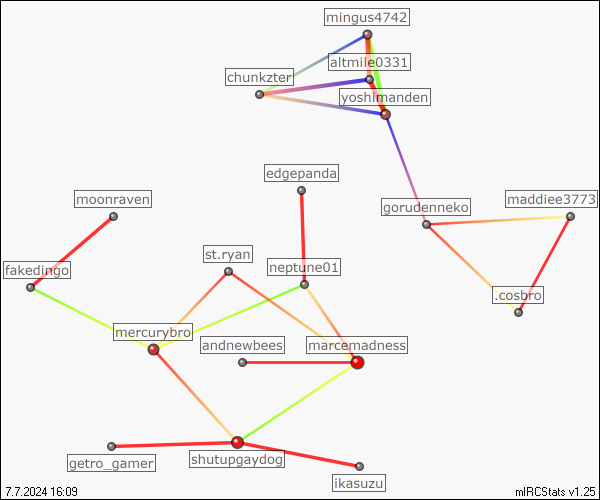 mingus4742
altmile0331
chunkzter
yoshimanden
edgepanda
moonraven
maddiee3773
gorudenneko
st.ryan
fakedingo
neptune01
.cosbro
mercurybro
andnewbees
marcemadness
getro_gamer
shutupgaydog
ikasuzu
7.7.2024 16:09
mIRCStats v1.25